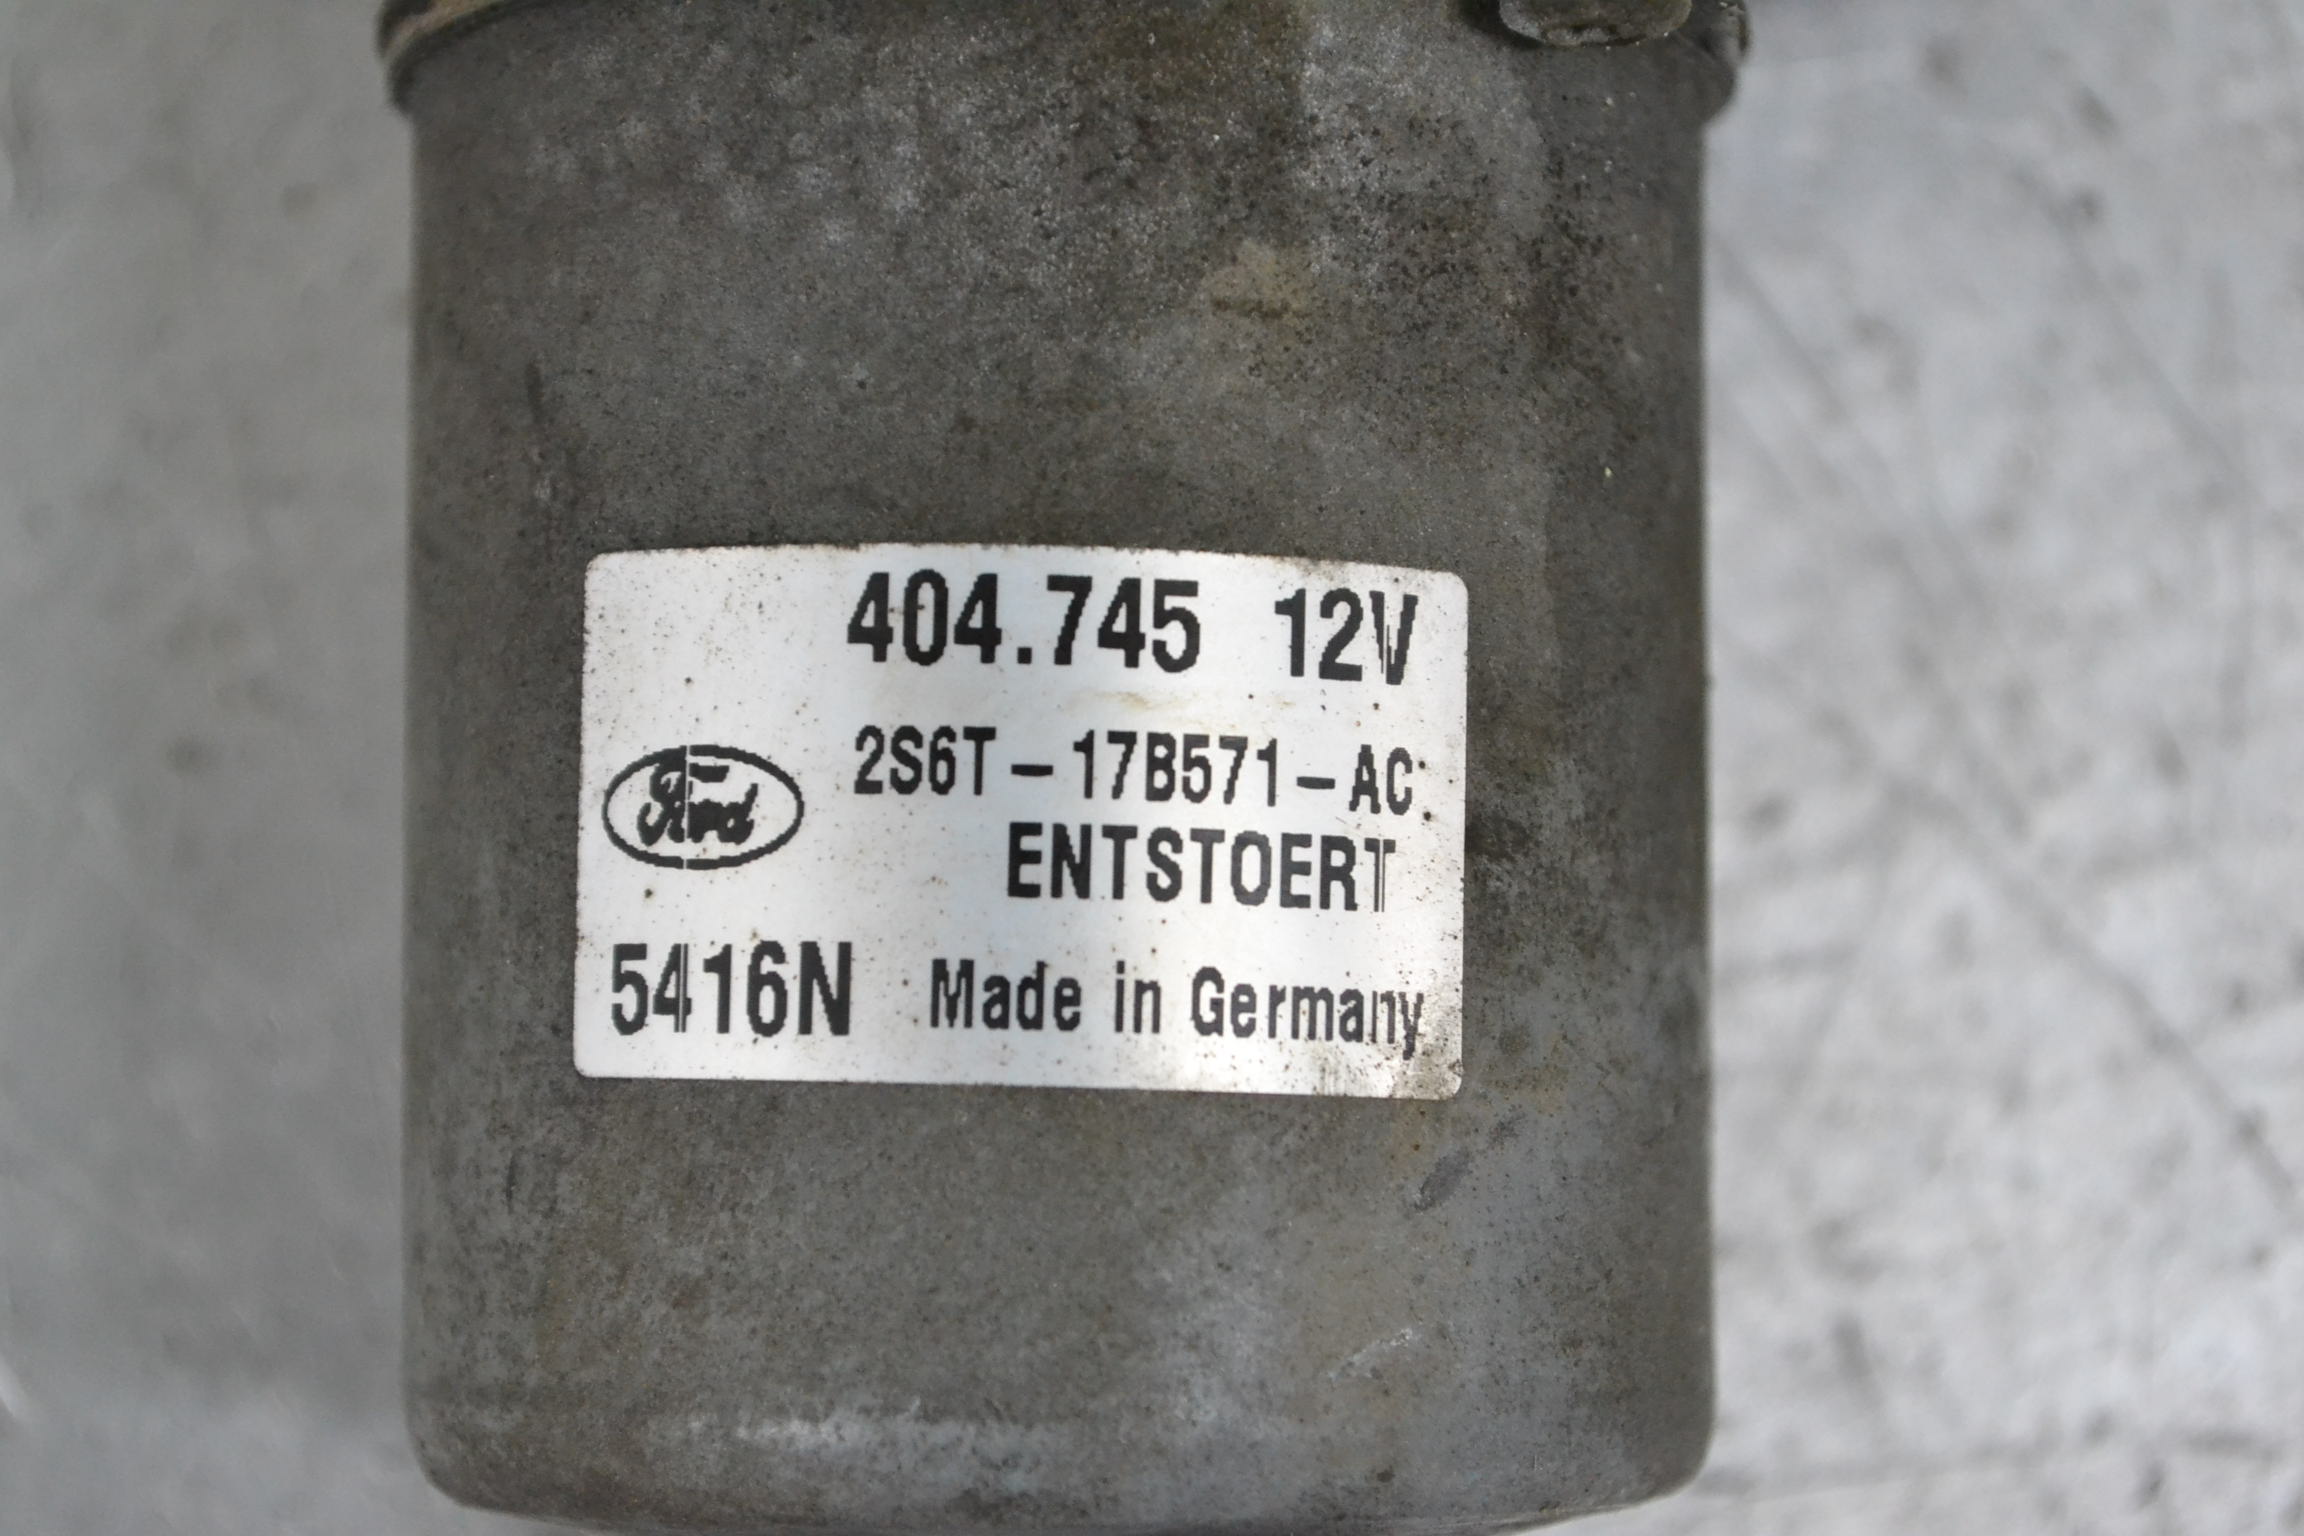 404.745 12V
Ford 2S6T-17B571-AC
ENTSTOERT
5416N Made in Germany